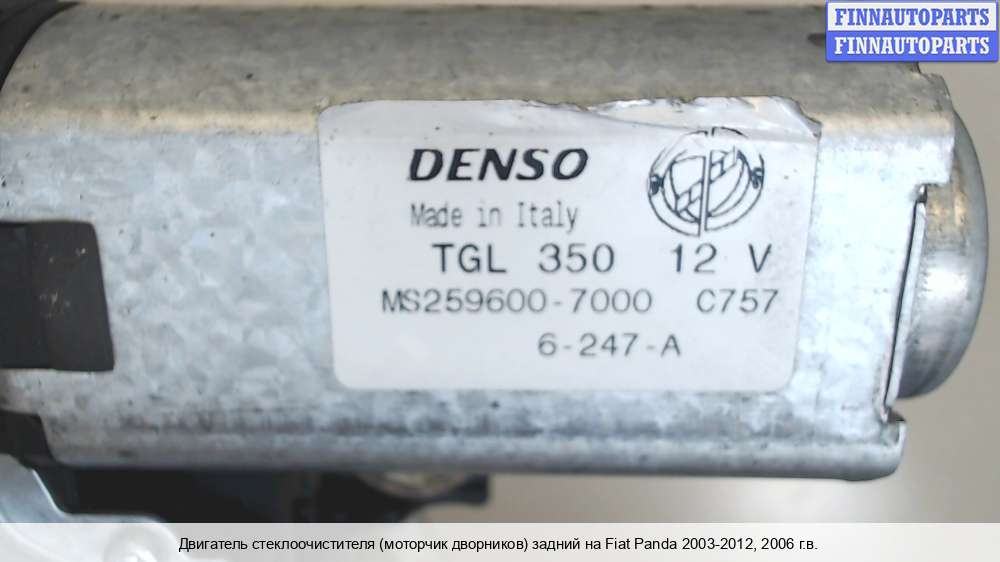 FINNAUTOPARTS
FINNAUTOPARTS
DENSO
Made in Italy
TGL 350 12 V
MS259600-7000 C757
6-247-A
Двигатель стеклоочистителя (моторчик дворников) задний на Fiat Panda 2003-2012, 2006 г.в.